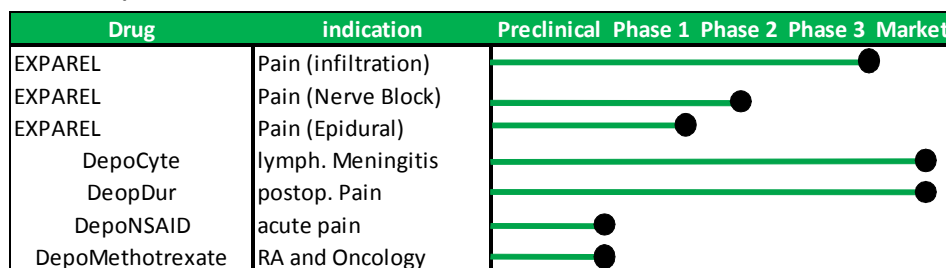 Drug indication Preclinical Phase 1 Phase 2 Phase 3 Market
EXPAREL Pain (infiltration)
EXPAREL Pain (Nerve Block)
EXPAREL Pain (Epidural)
DepoCyte lymph. Meningitis
DeopDur postop. Pain
DepoNSAID acute pain
DepoMethotrexate RA and Oncology